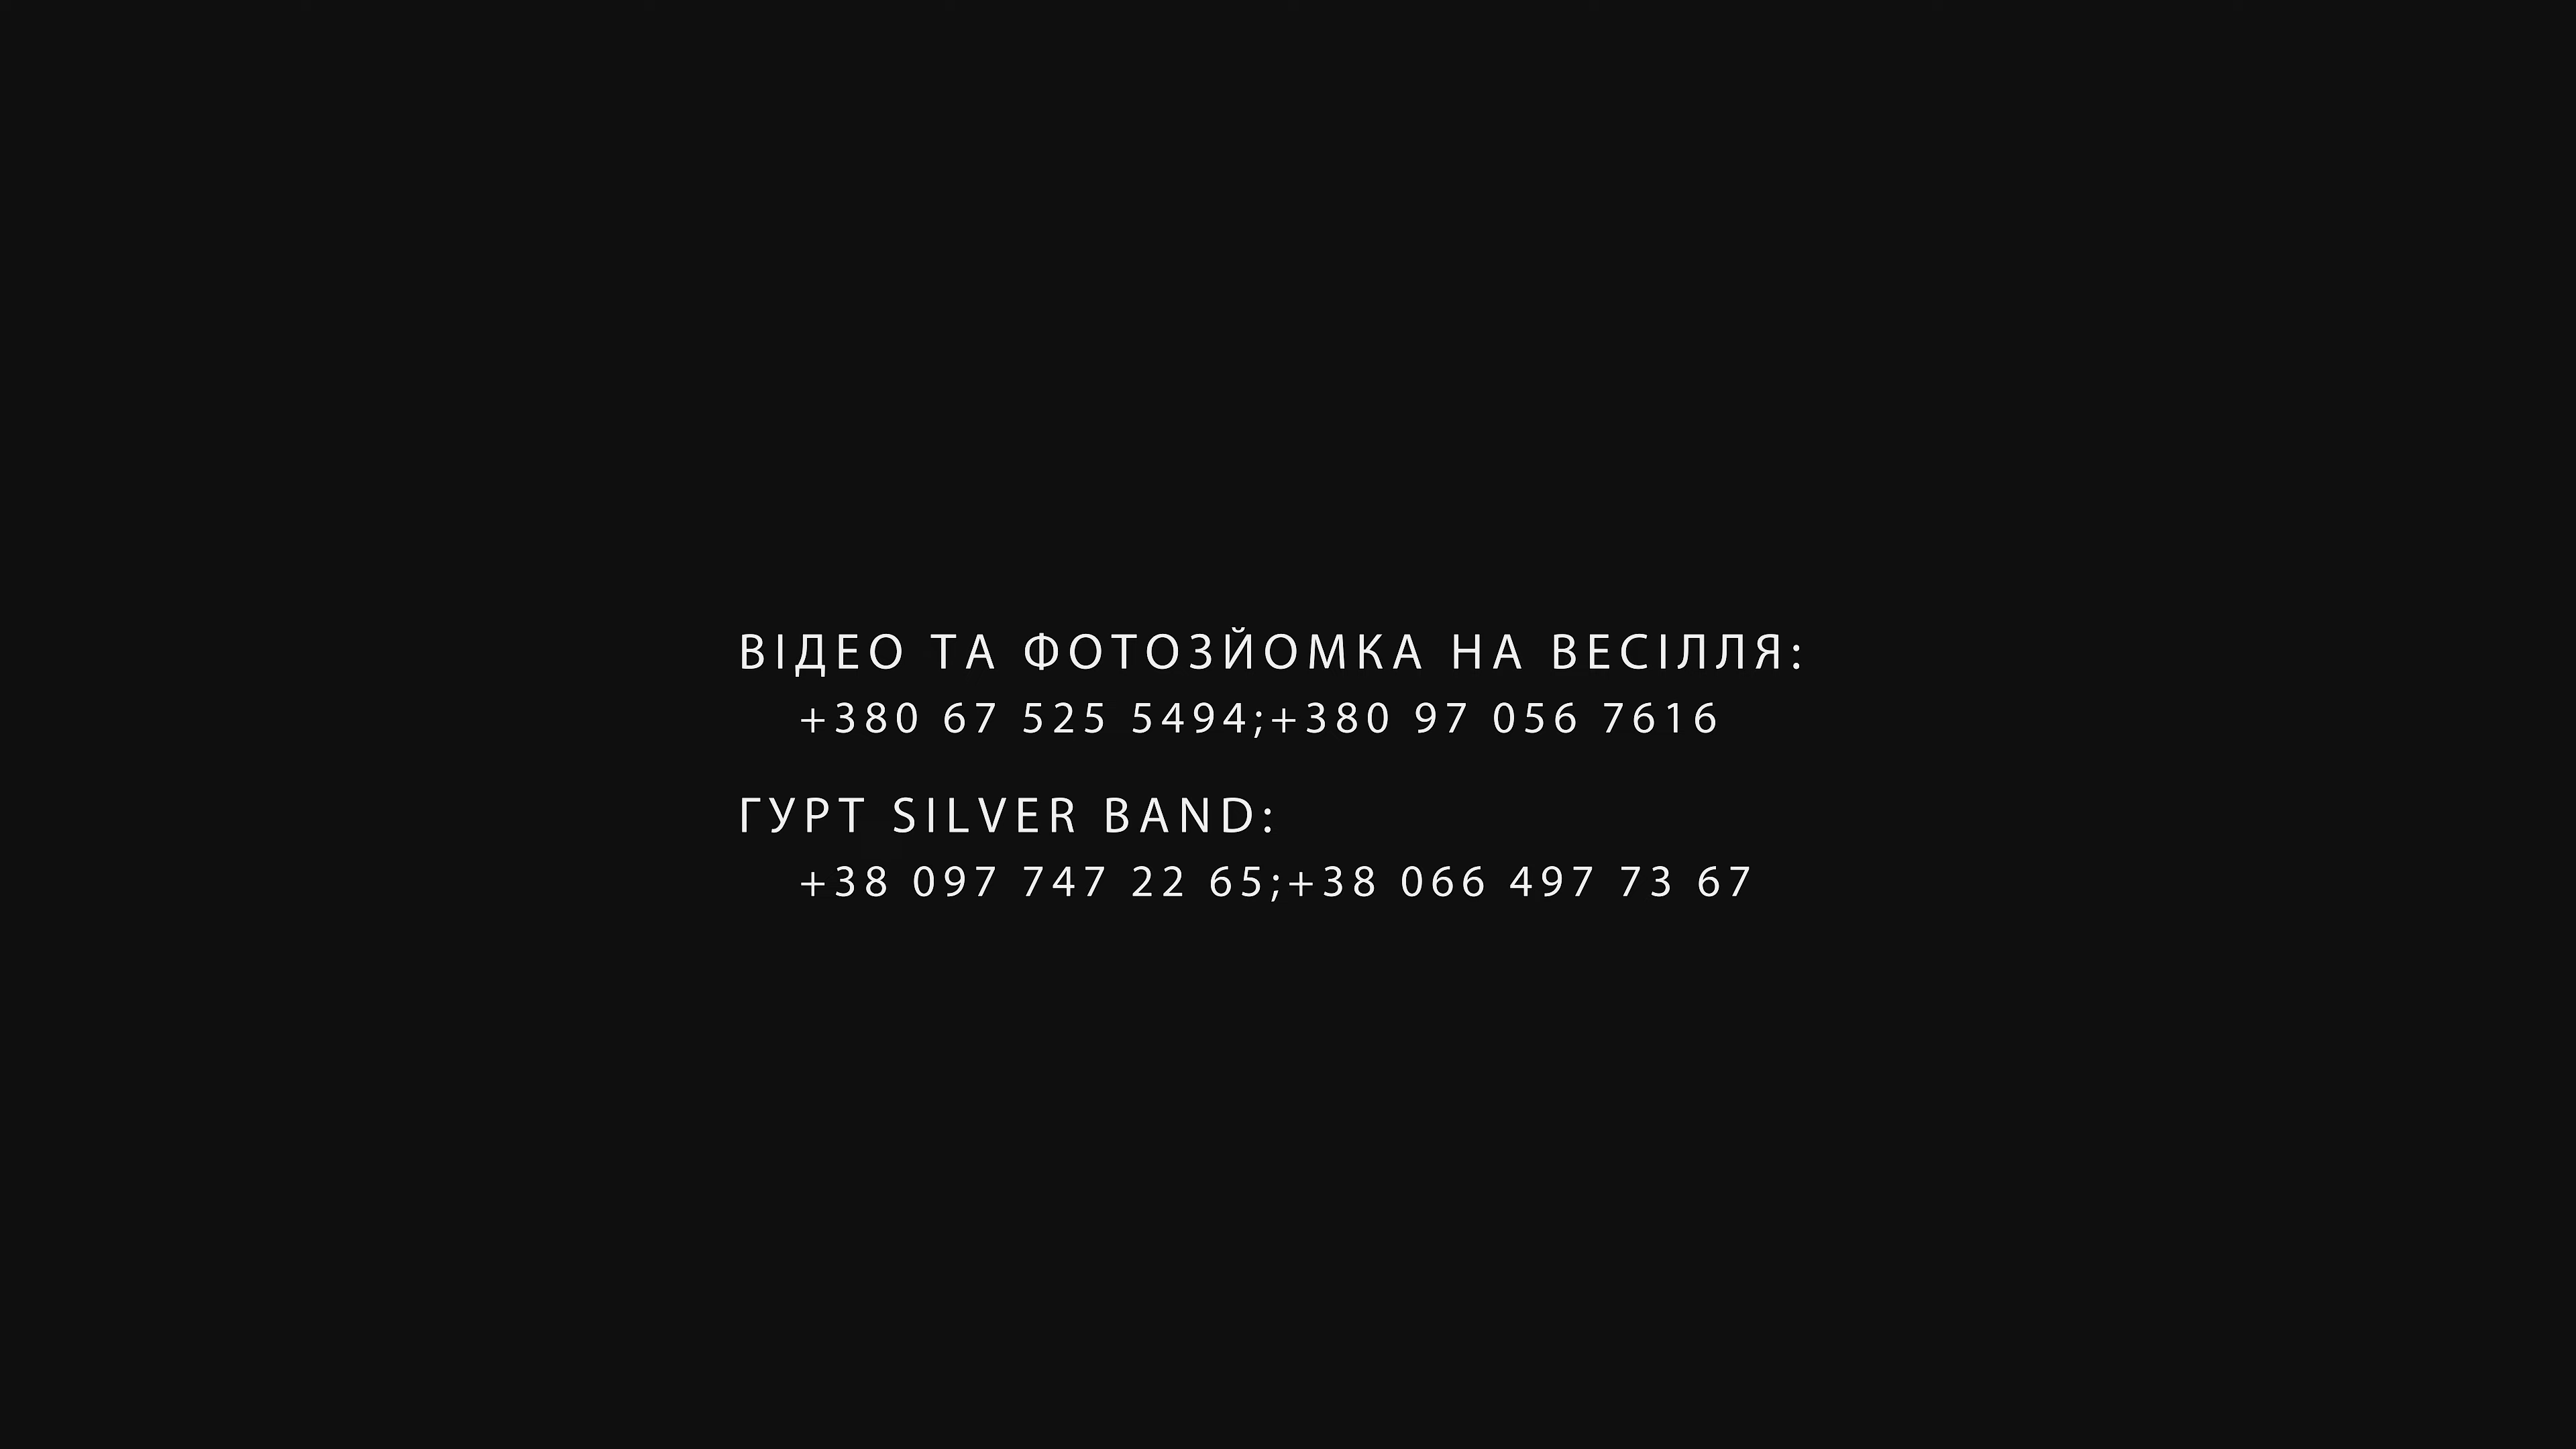 ВІДЕО ТА ФОТОЗЙОМКА НА ВЕСІЛЛЯ:
+380 67 525 5494;+380 97 056 7616
ГУРТ SILVER BAND:
+38 097 747 22 65;+38 066 497 73 67